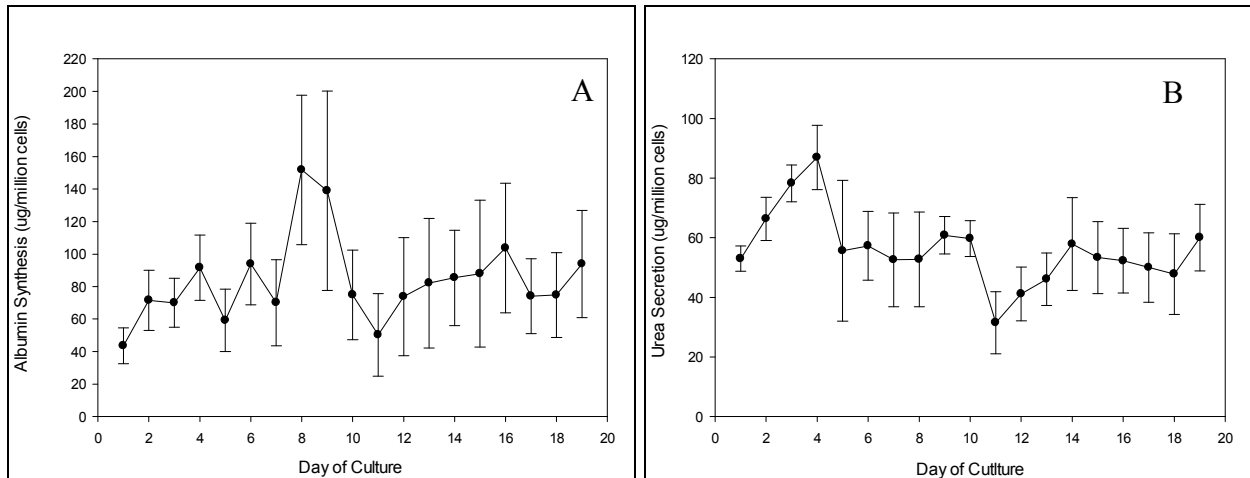 A
Albumin Synthesis (ug/million cells)
220
200
180
160
140
120
100
80
60
40
20
0
0 2 4 6 8 10 12 14 16 18 20
Day of Culture
B
Urea Secretion (ug/million cells)
120
100
80
60
40
20
0
0 2 4 6 8 10 12 14 16 18 20
Day of Cutlture